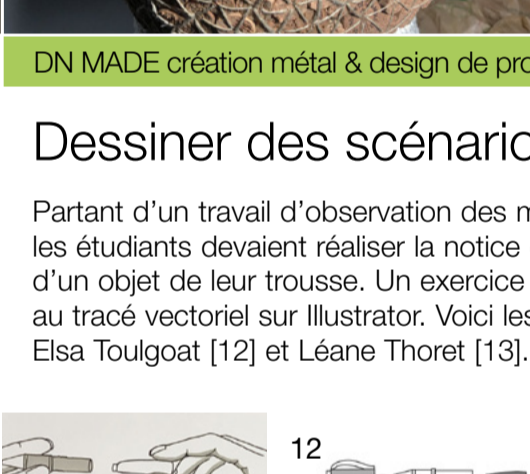 DN MADE création métal & design de pro
Dessiner des scénario
Partant d’un travail d’observation des m
les étudiants devaient réaliser la notice
d’un objet de leur trousse. Un exercice
au tracé vectoriel sur Illustrator. Voici les
Elsa Toulgoat [12] et Léane Thoret [13].
12